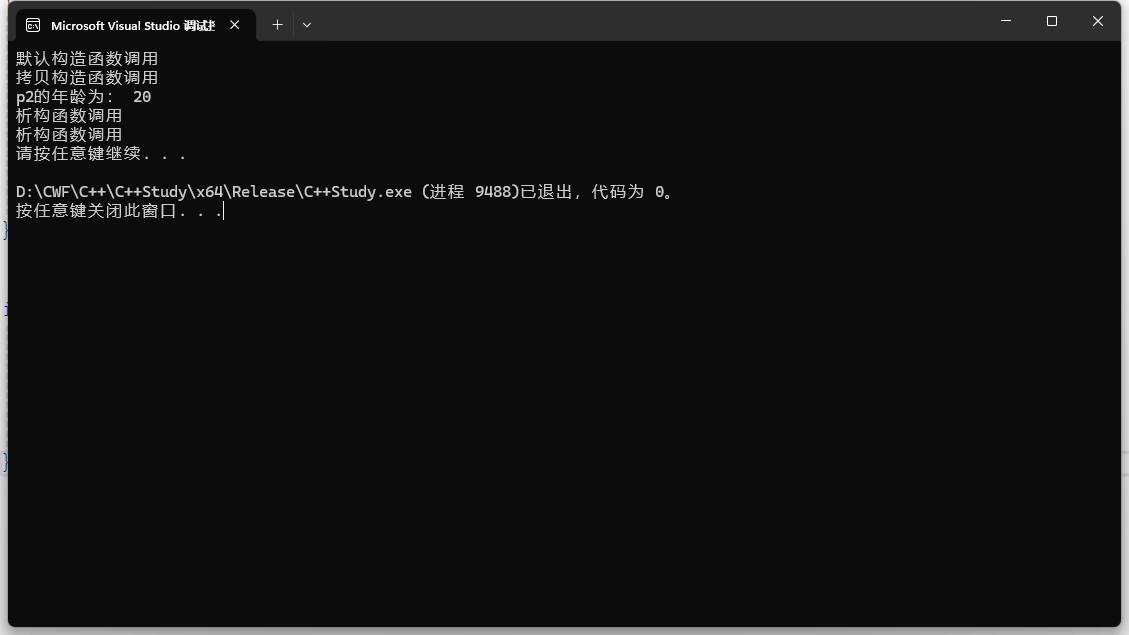 Microsoft Visual Studio 调试
默认构造函数调用
拷贝构造函数调用
p2的年龄为: 20
析构函数调用
析构函数调用
请按任意键继续. . .
D:\CWF\C++\C++Study\x64\Release\C++Study.exe (进程 9488)已退出，代码为 0。
按任意键关闭此窗口. . .
}
}